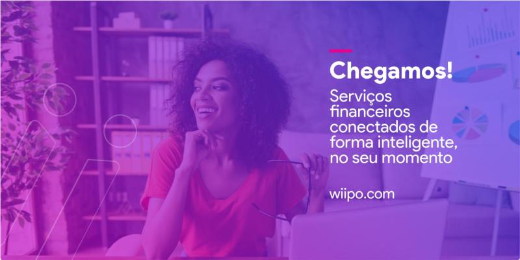 Chegamos!
Serviços
financeiros
conectados de
forma inteligente,
no seu momento
wiipo.com